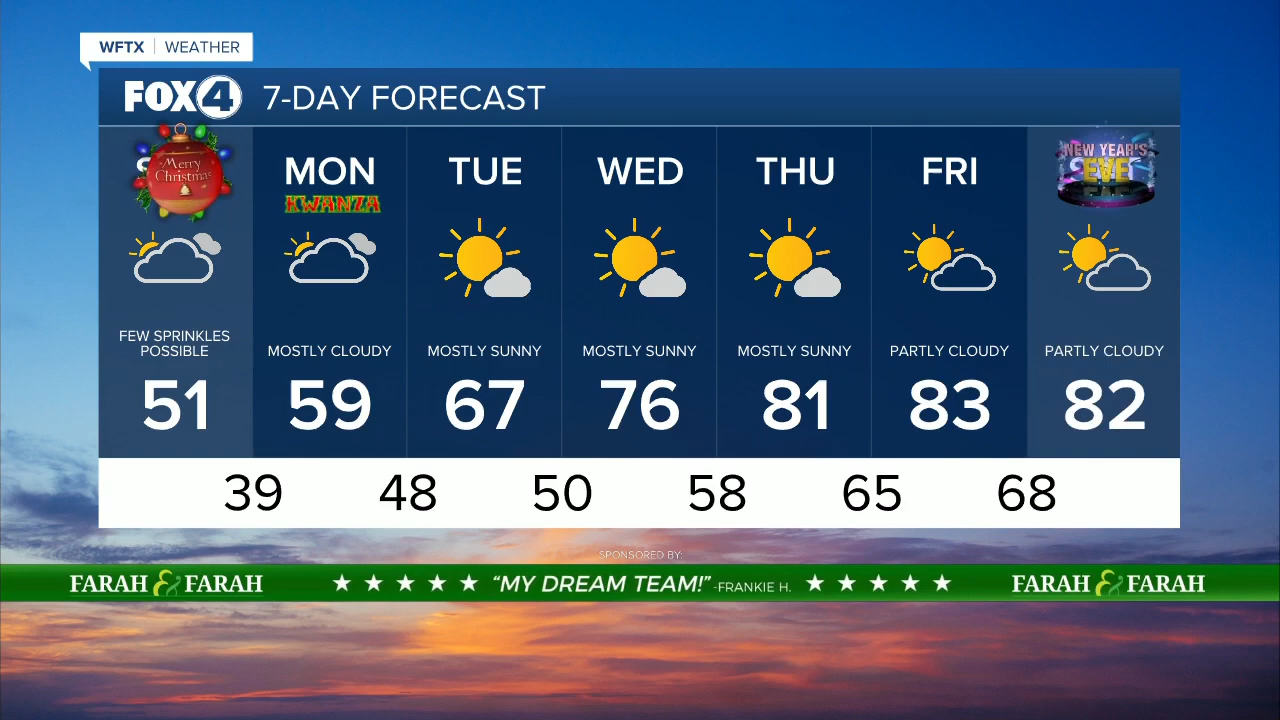 WFTX | WEATHER
FOX 4 7-DAY FORECAST
S
Merry
Christmas
MON
KWANZA
TUE
WED
THU
FRI
NEW YEAR'S
EVE
FEW SPRINKLES
POSSIBLE
MOSTLY CLOUDY
MOSTLY SUNNY
MOSTLY SUNNY
MOSTLY SUNNY
PARTLY CLOUDY
PARTLY CLOUDY
51 59 67 76 81 83 82
39 48 50 58 65 68
SPONSORED BY:
FARAH & FARAH ★ ★ ★ ★ ★ “MY DREAM TEAM!” -FRANKIE H. ★ ★ ★ ★ ★ FARAH & FARAH